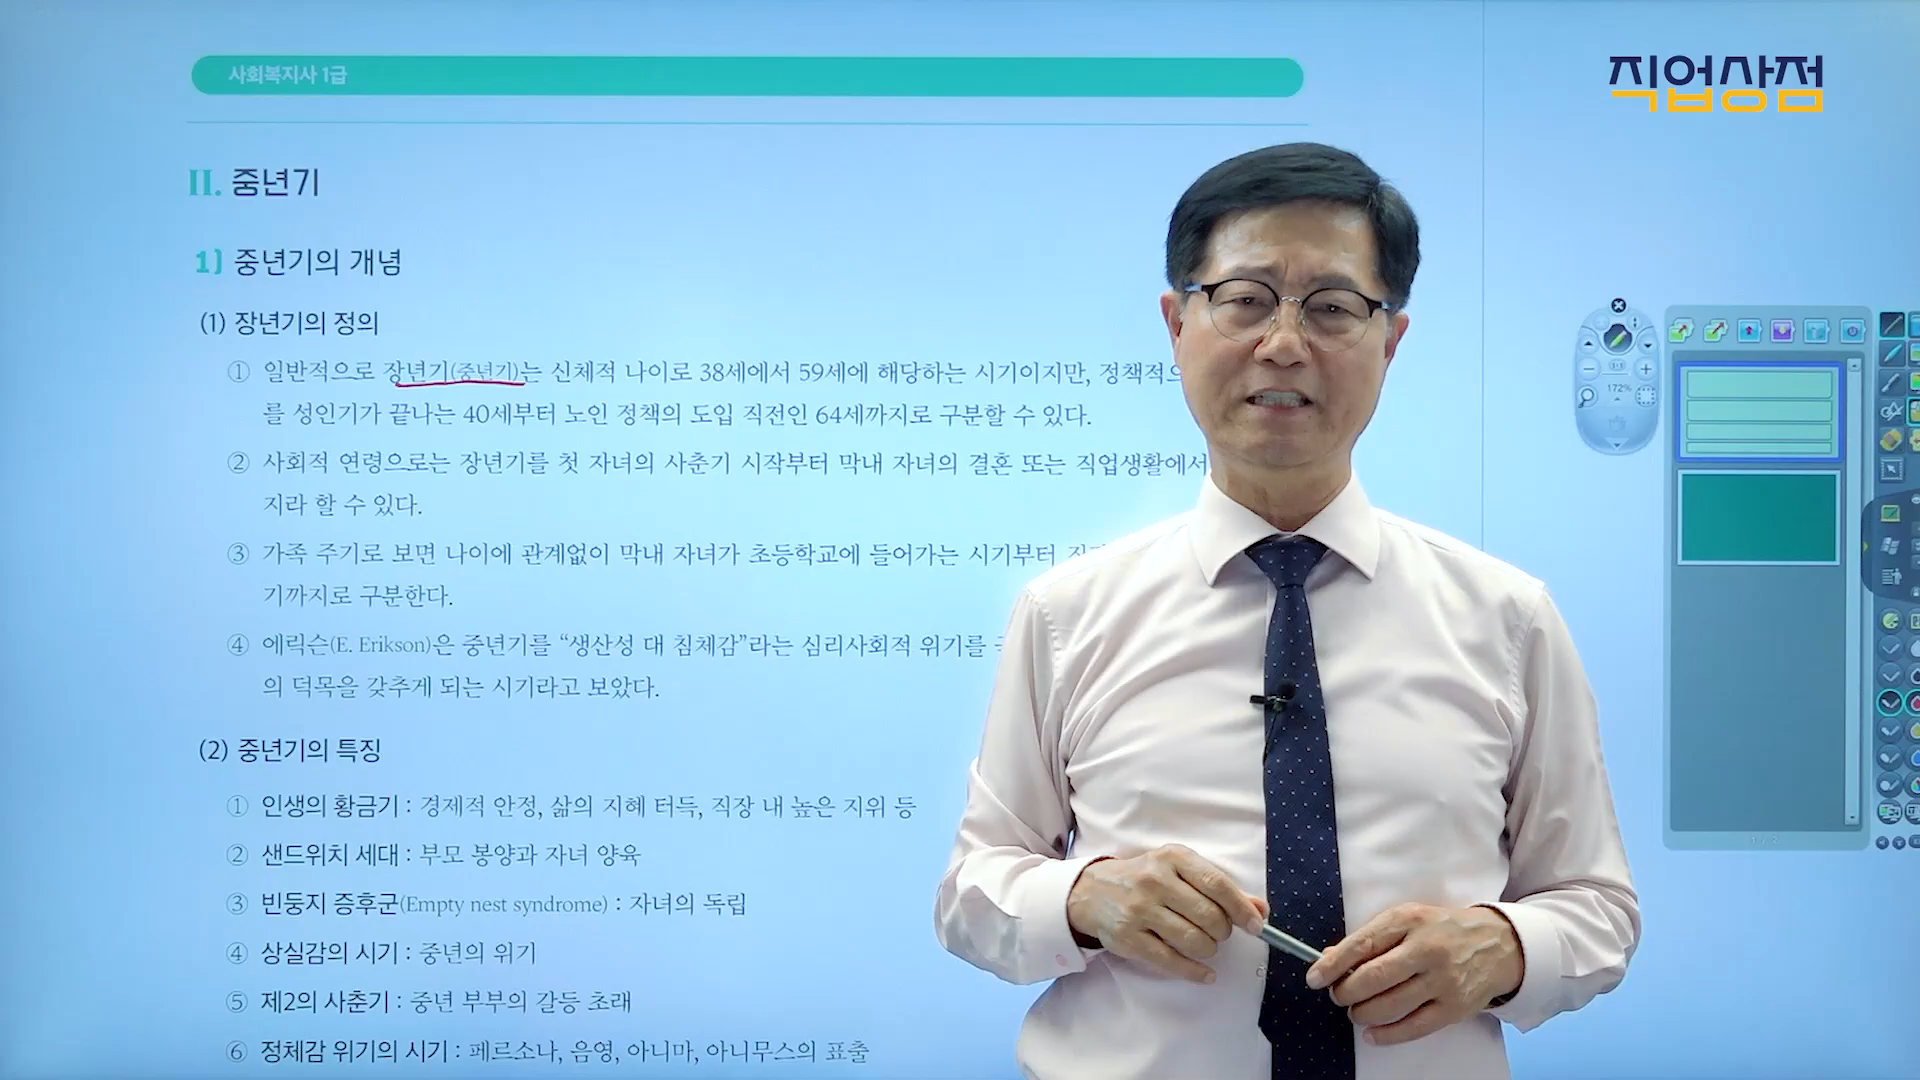 사회복지사 1급
직업상점
II. 중년기
1) 중년기의 개념
(1) 장년기의 정의
① 일반적으로 장년기(중년기)는 신체적 나이로 38세에서 59세에 해당하는 시기이지만, 정책적으
를 성인기가 끝나는 40세부터 노인 정책의 도입 직전인 64세까지로 구분할 수 있다.
② 사회적 연령으로는 장년기를 첫 자녀의 사춘기 시작부터 막내 자녀의 결혼 또는 직업생활에서
지라 할 수 있다.
③ 가족 주기로 보면 나이에 관계없이 막내 자녀가 초등학교에 들어가는 시기부터
기까지로 구분한다.
④ 에릭슨(E. Erikson)은 중년기를 “생산성 대 침체감”라는 심리사회적 위기를
의 덕목을 갖추게 되는 시기라고 보았다.
(2) 중년기의 특징
① 인생의 황금기 : 경제적 안정, 삶의 지혜 터득, 직장 내 높은 지위 등
② 샌드위치 세대 : 부모 봉양과 자녀 양육
③ 빈둥지 증후군(Empty nest syndrome) : 자녀의 독립
④ 상실감의 시기 : 중년의 위기
⑤ 제2의 사춘기 : 중년 부부의 갈등 초래
⑥ 정체감 위기의 시기 : 페르소나, 음영, 아니마, 아니무스의 표출
172%